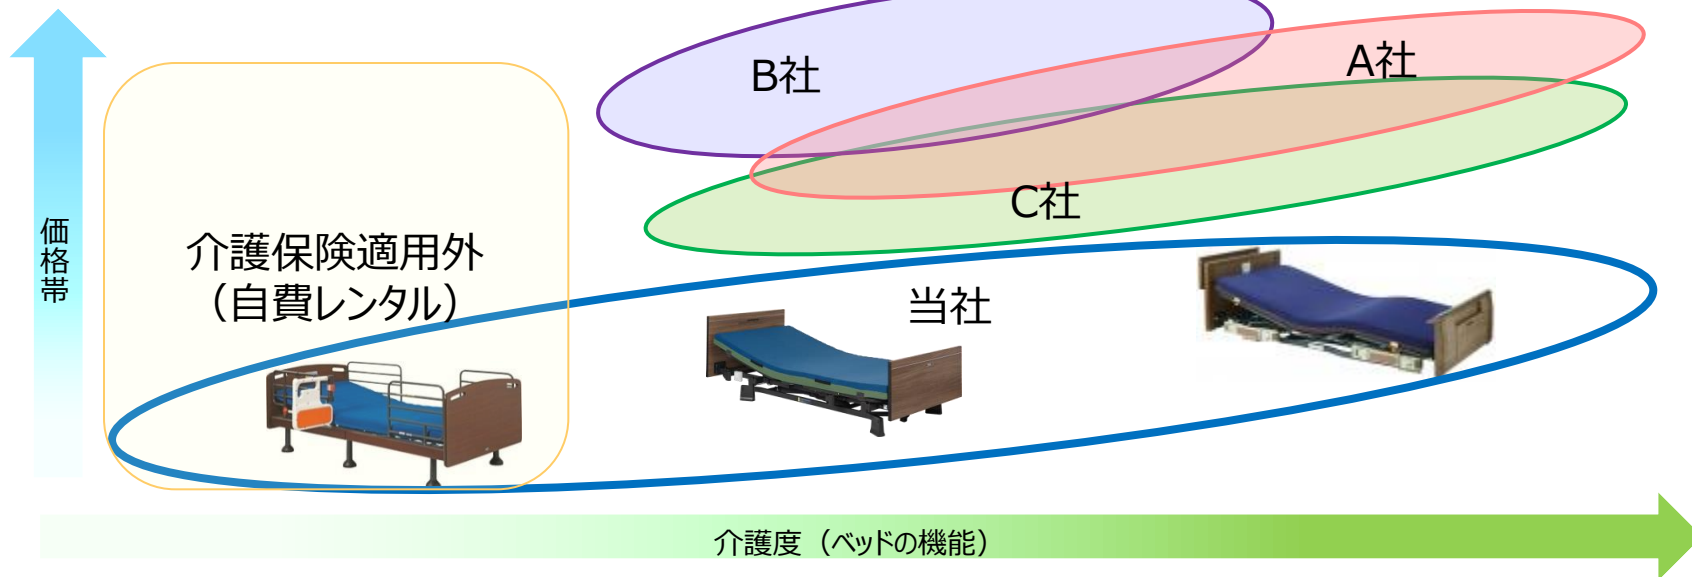 B社
A社
C社
価格帯
介護保険適用外
（自費レンタル）
当社
介護度（ベッドの機能）